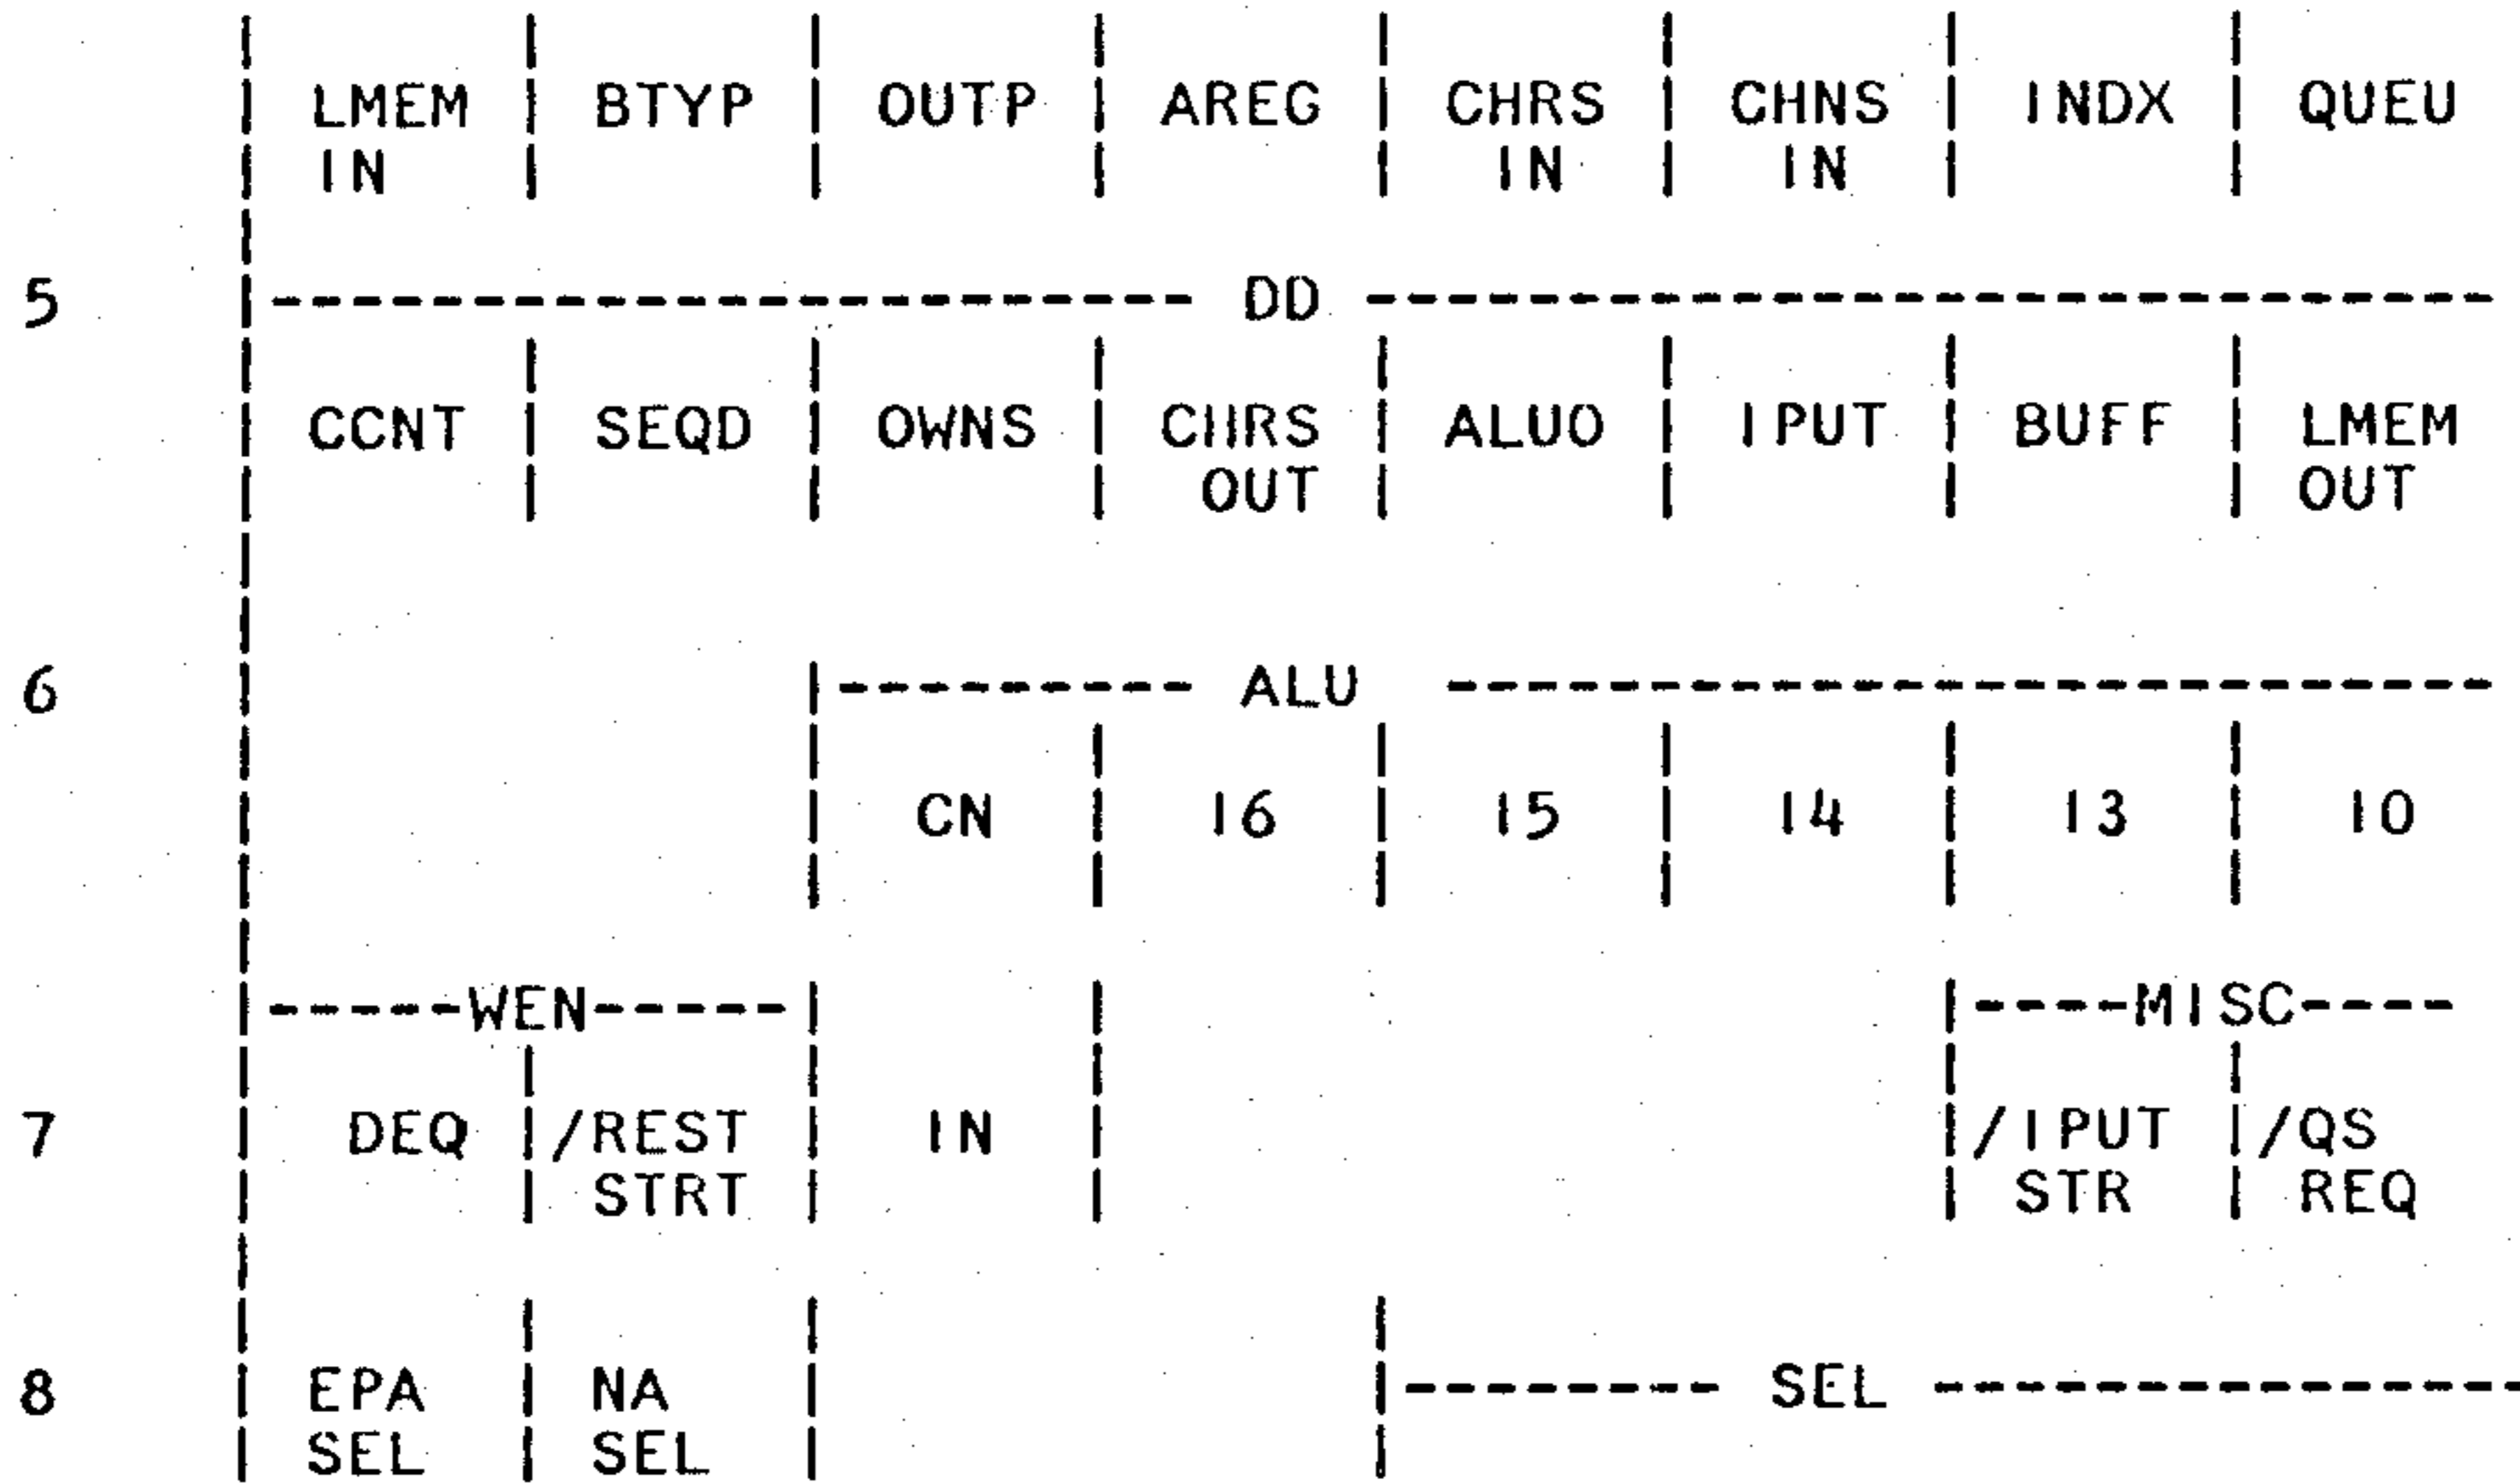 | LMEM | BTYP | OUTP | AREG | CHRS | CHNS | INDX | QUEU
IN | | | | IN | IN | |
5 |----------------------- DD ----------------------------
| CCNT | SEQD | OWNS | CHRS | ALUO | IPUT | BUFF | LMEM
| | | | OUT | | | | OUT
6 | |--------- ALU --------------------------
| | CN | 16 | 15 | 14 | 13 | 10
|-----WEN-----| | |----MISC----
7 | DEQ |/REST | IN | |/IPUT |/QS
| | STRT | | | STR | REQ
8 | EPA | NA | |-------- SEL ---------------
| SEL | SEL | |